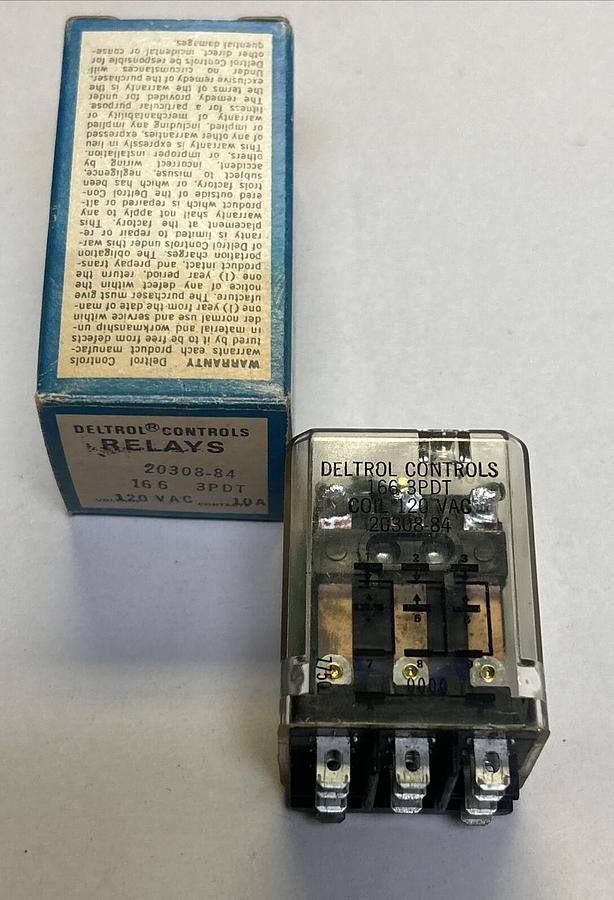 WARRANTY Deltrol Controls
warrants each product manufac-
tured by it to be free from defects
in material and workmanship un-
der normal use and service within
one (1) year from the date of man-
ufacture. The purchaser must give
notice of any defect within the
one (1) year period, return the
product intact, and prepay trans-
portation charges. The obligation
of Deltrol Controls under this war-
ranty is limited to repair or re-
placement at the factory. This
warranty shall not apply to any
product which is repaired or alt-
ered outside of the Deltrol Con-
trols factory, or which has been
subject to misuse, negligence,
accident, incorrect wiring by
others, or improper installation.
This warranty is expressly in lieu
of any other warranties, expressed
or implied, including any implied
warranty of merchantability or
fitness for a particular purpose.
The remedy provided for under
the terms of the warranty is the
exclusive remedy of the purchaser.
Under no circumstances will
Deltrol Controls be responsible for
other direct, incidental or conse-
quential damages.
DELTROL® CONTROLS
RELAYS
20308-84
166 3PDT
120 VAC 10A
DELTROL CONTROLS
166 3PDT
COIL 120 VAC
20308-84
1 2 3
4 6
7 8 9
7750
0000